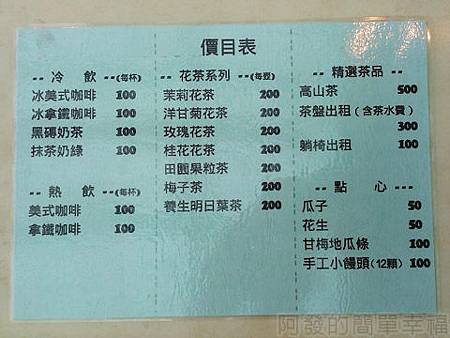 價目表
-- 冷 飲 --(每杯)
冰美式咖啡 100
冰拿鐵咖啡 100
黑磚奶茶 100
抹茶奶綠 100
-- 熱 飲 --(每杯)
美式咖啡 100
拿鐵咖啡 100
-- 花茶系列 --(每壺)
茉莉花茶 200
洋甘菊花茶 200
玫瑰花茶 200
桂花花茶 200
田園果粒茶 200
梅子茶 200
養生明日葉茶 200
-- 精選茶品 --
高山茶 500
茶盤出租（含茶水費）
300
躺椅出租 100
-- 點 心 --
瓜子 50
花生 50
甘梅地瓜條 100
手工小饅頭（12顆）100
阿發的簡單幸福